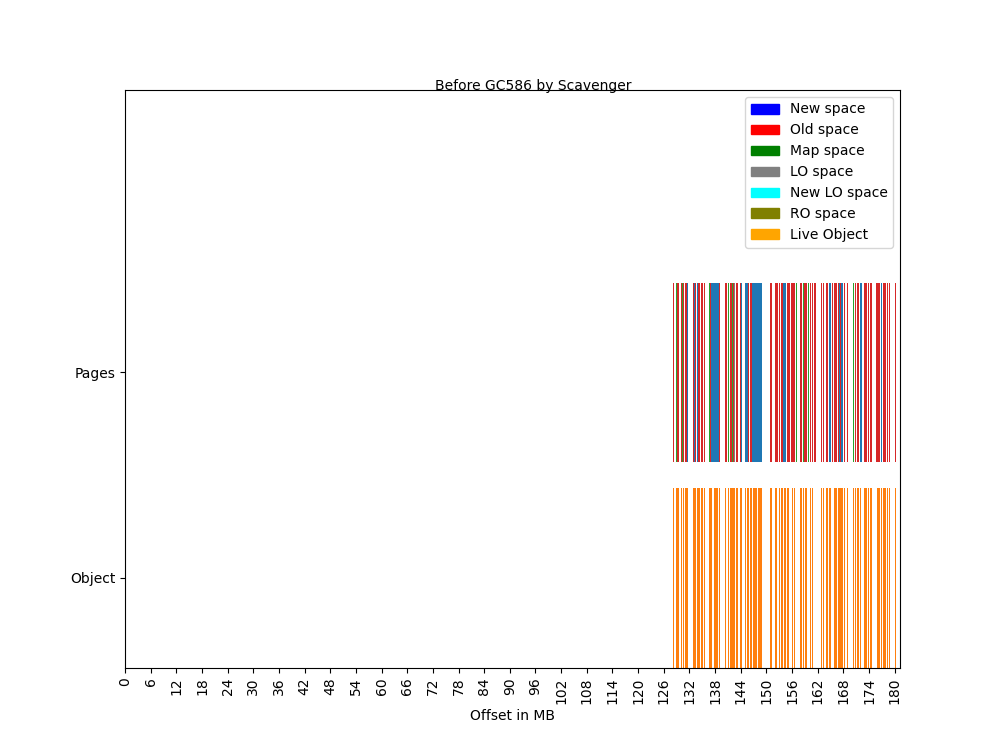 Before GC586 by Scavenger
New space
Old space
Map space
LO space
New LO space
RO space
Live Object
Pages
Object
0 6 12 18 24 30 36 42 48 54 60 66 72 78 84 90 96 102 108 114 120 126 132 138 144 150 156 162 168 174 180
Offset in MB